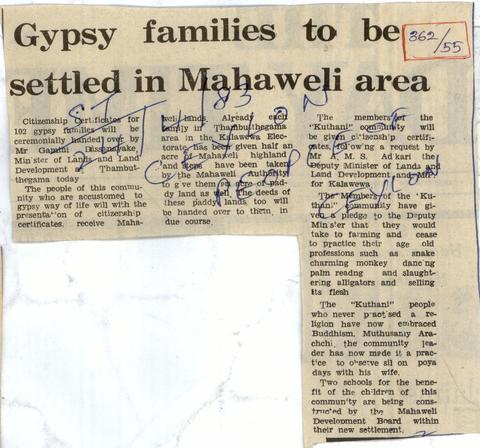 Gypsy families to be
settled in Mahaweli area
362/55
Citizenship Certificates for
102 gypsy families will be
ceremonially handed over by
Mr Gamini Dissanayake
Minister of Lands and Land
Development Thambut-
thegama today
The people of this commu-
nity who are accustomed to
gypsy way of life will with the
presentation of citizenship
certificates, receive Maha-
weli lands. Already each
family in Thambuthegama
area in the Kalawewa Elec-
torate, has been given half an
acre of Mahaweli highland
and steps have been taken
by the Mahaweli Authority
to give them of pad-
dy land as well The deeds of
these paddy lands too will
be handed over to them, in
due course.
The members of the
"Kuthani" community will
be given citizenship certifi-
cates, following a request
by Mr A. M. S. Adikari the
Deputy Minister of Lands and
Land Development and
for Kalawewa
The Members of the 'Ku-
thani" community have gi-
ven a pledge to the Deputy
Minister that they would
take to farming and cease
to practise their age old
professions such as snake
charming monkey dancing
palm reading and slaught-
ering alligators and selling
its flesh
The "Kuthani" people
who never practised a re-
ligion have now embraced
Buddhism, Muthusamy Ara-
chchi, the community lea-
der has now made it a prac-
tice to observe sil on poya
days with his wife.
Two schools for the bene-
fit of the children of this
community are being cons-
tructed by the Mahaweli
Development Board within
their new settlement.
83
CEYLON
PEOPLE
CEYLON